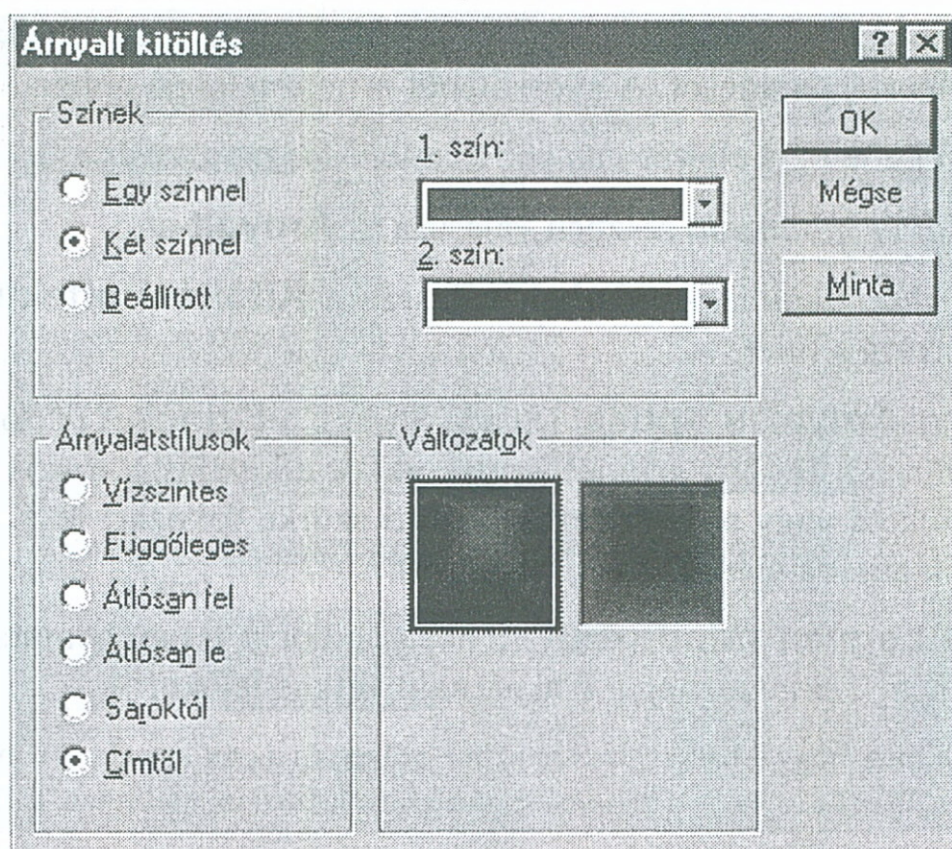 Árnyalt kitöltés
Színek
Egy színnel
Két színnel
Beállított
1. szín:
2. szín:
OK
Mégse
Minta
Árnyalatstílusok
Vízszintes
Függőleges
Átlósan fel
Átlósan le
Saroktól
Címtől
Változatok